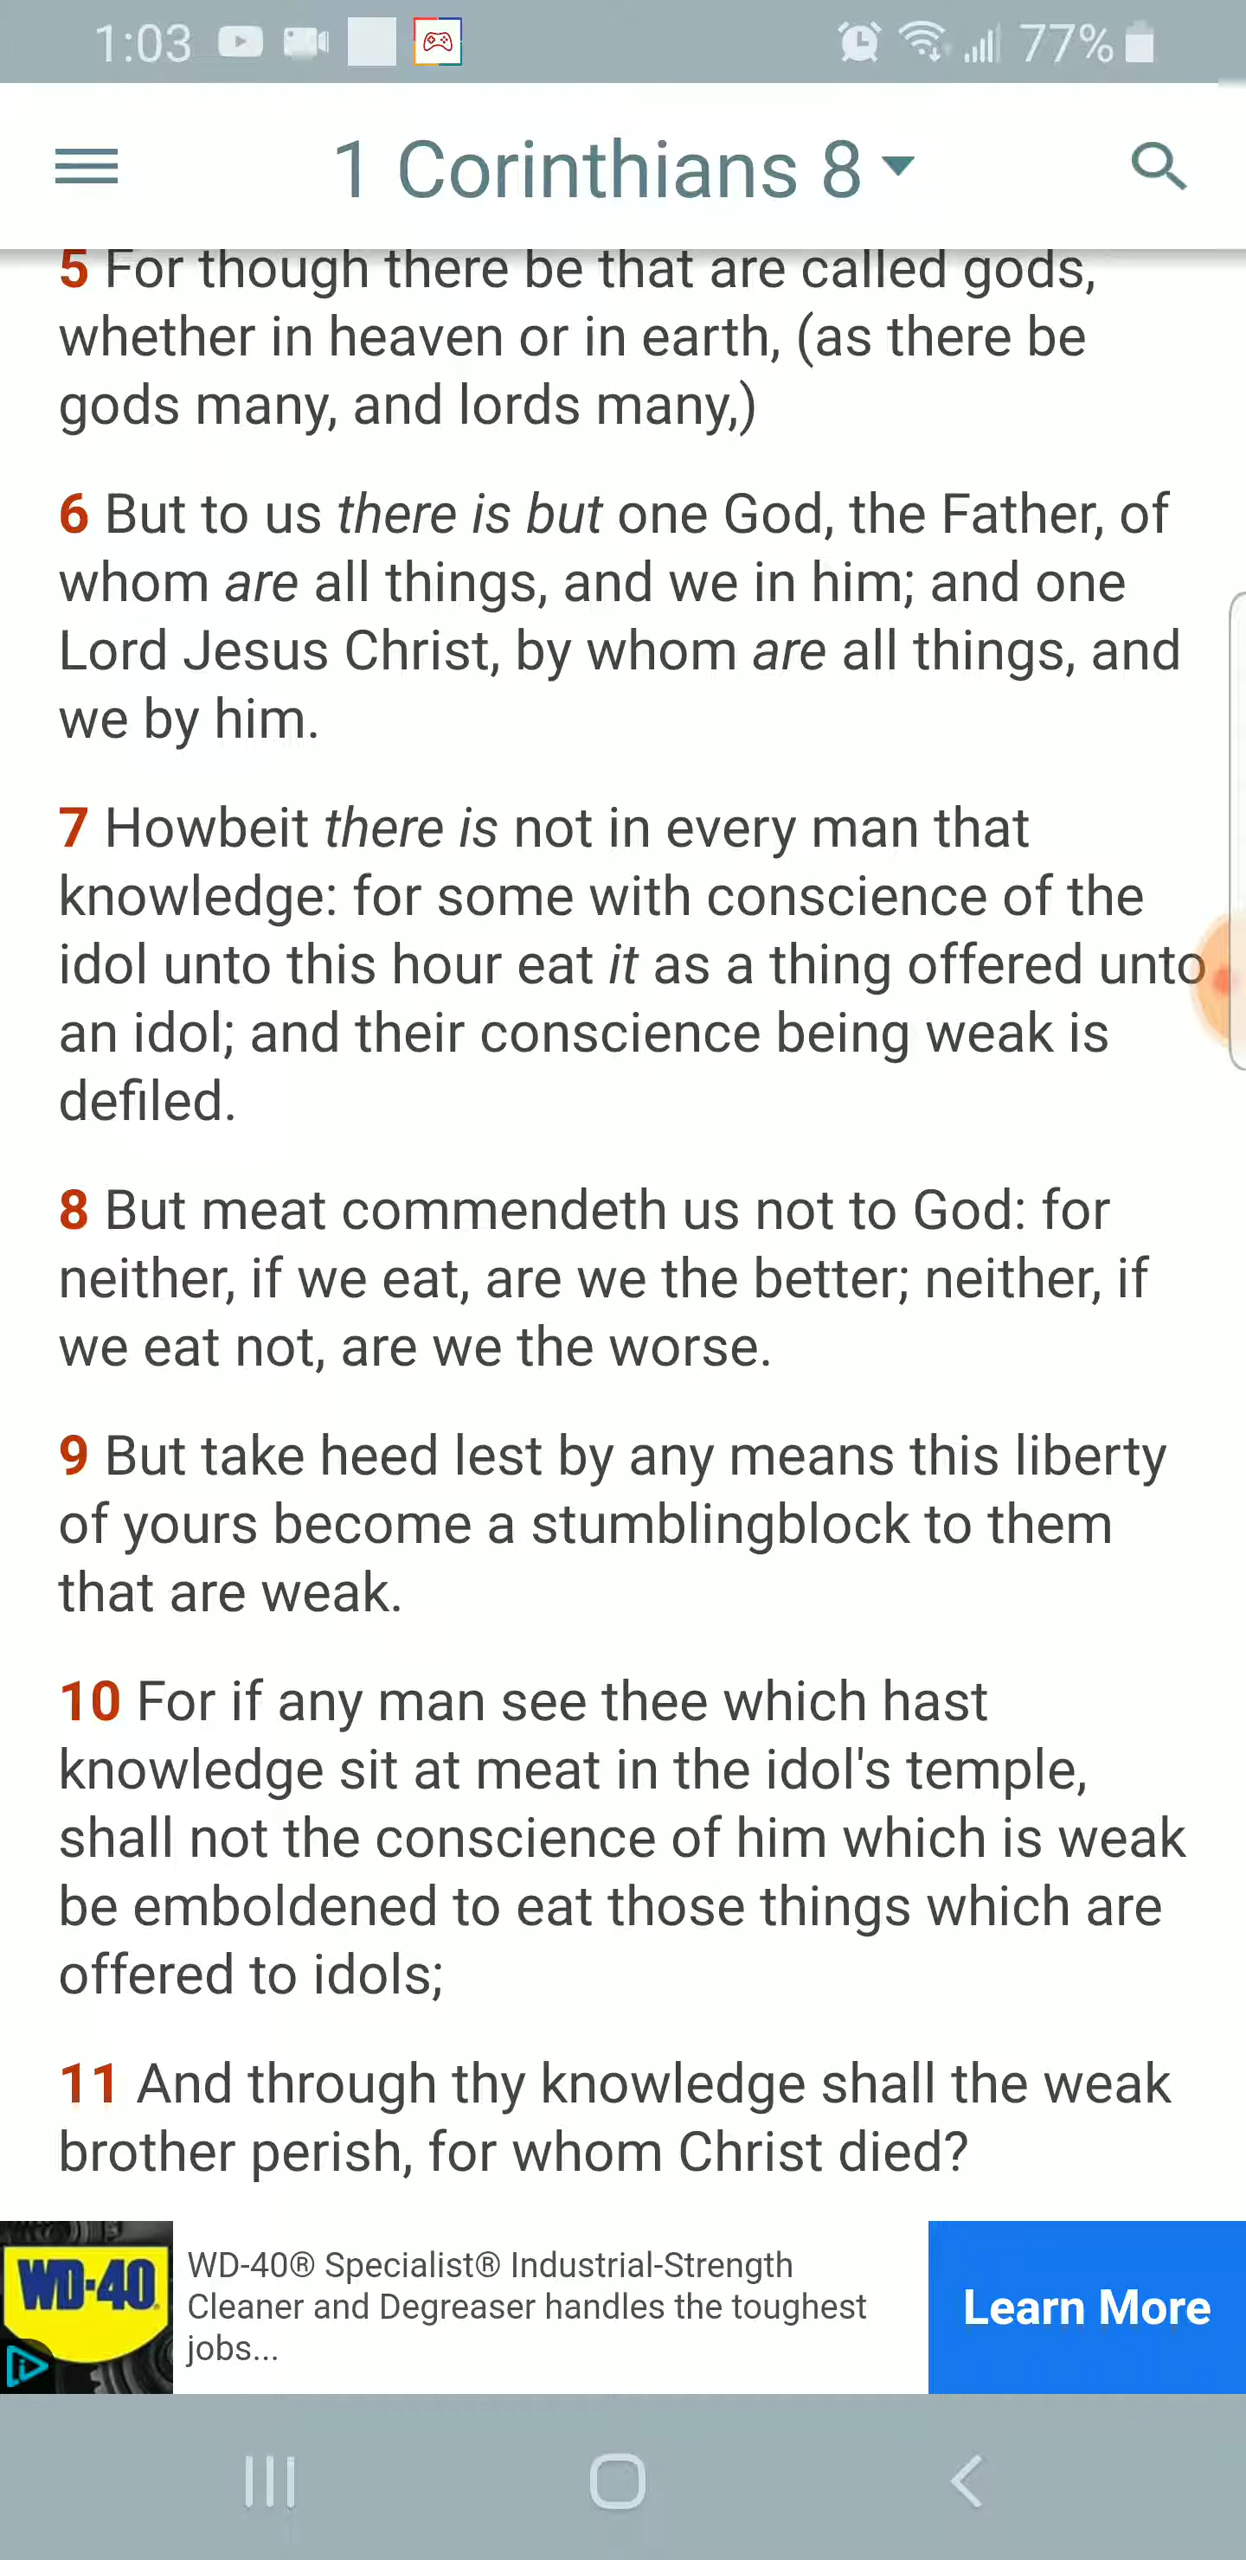 1:03
77%
1 Corinthians 8
5 For though there be that are called gods,
whether in heaven or in earth, (as there be
gods many, and lords many,)
6 But to us there is but one God, the Father, of
whom are all things, and we in him; and one
Lord Jesus Christ, by whom are all things, and
we by him.
7 Howbeit there is not in every man that
knowledge: for some with conscience of the
idol unto this hour eat it as a thing offered unto
an idol; and their conscience being weak is
defiled.
8 But meat commendeth us not to God: for
neither, if we eat, are we the better; neither, if
we eat not, are we the worse.
9 But take heed lest by any means this liberty
of yours become a stumblingblock to them
that are weak.
10 For if any man see thee which hast
knowledge sit at meat in the idol's temple,
shall not the conscience of him which is weak
be emboldened to eat those things which are
offered to idols;
11 And through thy knowledge shall the weak
brother perish, for whom Christ died?
WD-40
WD-40® Specialist® Industrial-Strength
Cleaner and Degreaser handles the toughest
jobs...
Learn More